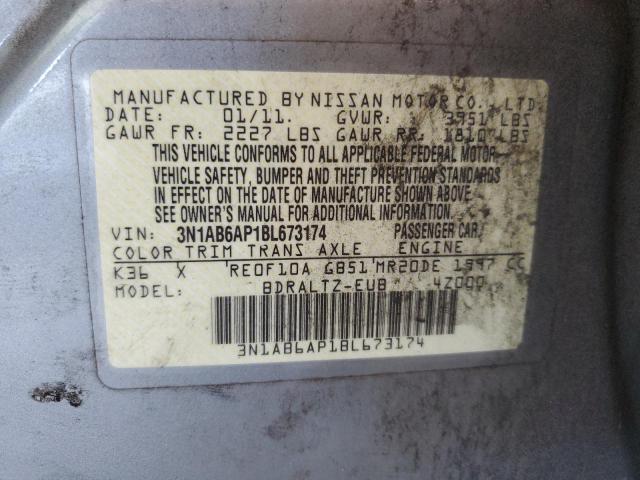 MANUFACTURED BY NISSAN MOTOR CO., LTD.
DATE: 01/11. GVWR: 3951 LBS
GAWR FR: 2227 LBS GAWR RR: 1810 LBS
THIS VEHICLE CONFORMS TO ALL APPLICABLE FEDERAL MOTOR
VEHICLE SAFETY, BUMPER AND THEFT PREVENTION STANDARDS
IN EFFECT ON THE DATE OF MANUFACTURE SHOWN ABOVE.
SEE OWNER'S MANUAL FOR ADDITIONAL INFORMATION.
VIN: 3N1AB6AP1BL673174 PASSENGER CAR
COLOR TRIM TRANS AXLE ENGINE
K36 X RE0F10A GB51 MR20DE 1997 CC
MODEL: BDRALTZ-EUB 4Z000
3N1AB6AP1BL673174